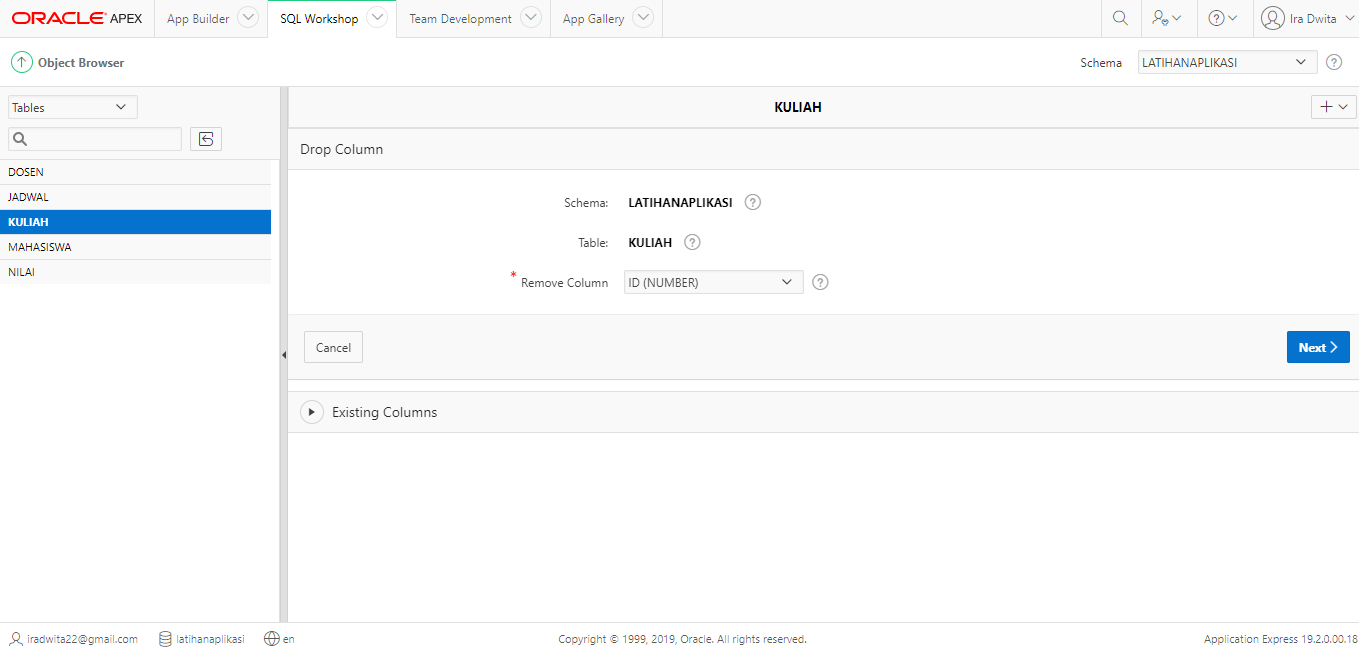 ORACLE APEX App Builder SQL Workshop Team Development App Gallery Ira Dwita
Object Browser Schema LATIHANAPLIKASI
Tables
KULIAH
Drop Column
DOSEN
JADWAL
KULIAH
MAHASISWA
NILAI
Schema: LATIHANAPLIKASI
Table: KULIAH
* Remove Column ID (NUMBER)
Cancel Next
Existing Columns
iradwita22@gmail.com latihanaplikasi en Copyright © 1999, 2019, Oracle. All rights reserved. Application Express 19.2.0.00.18